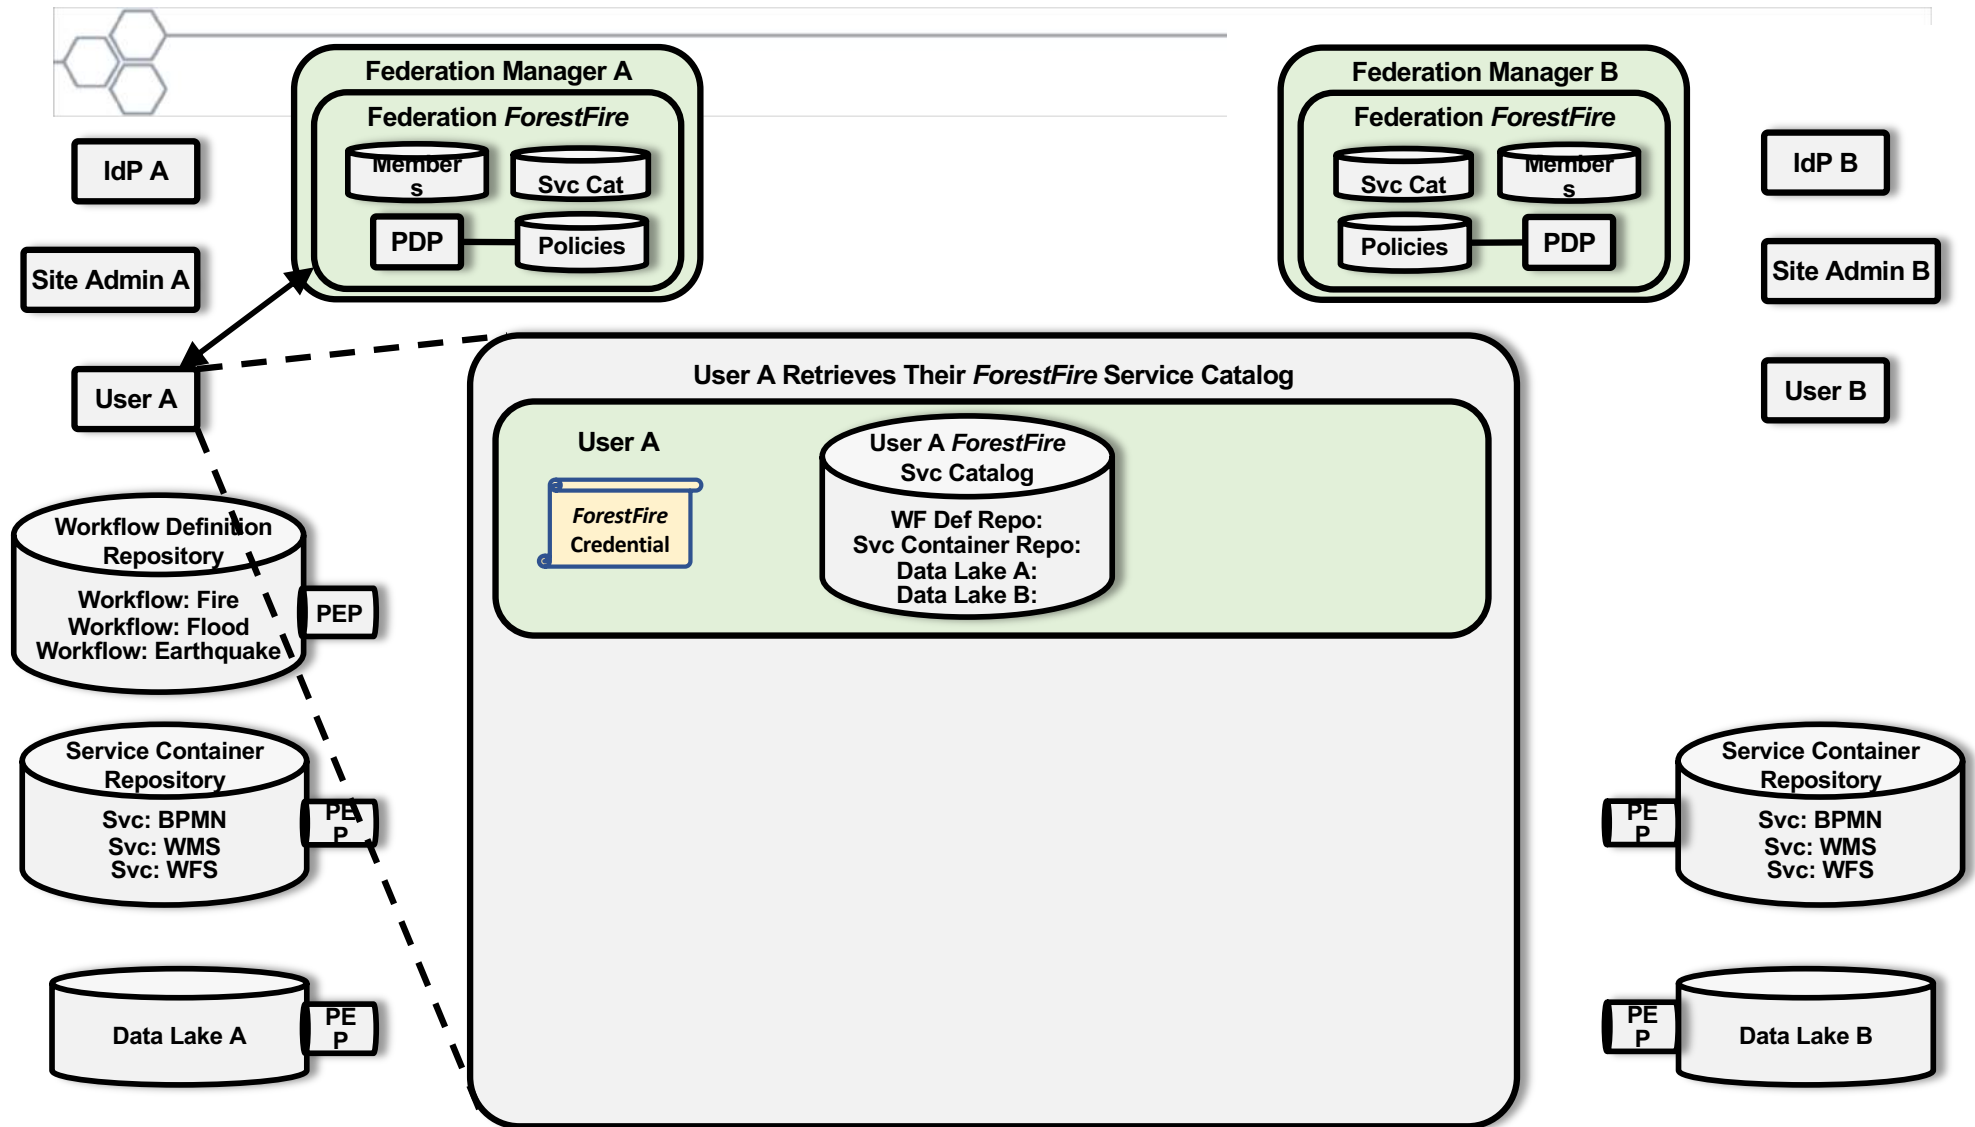 Federation Manager A
Federation ForestFire
Member
s
Svc Cat
PDP
Policies
Federation Manager B
Federation ForestFire
Svc Cat
Member
s
Policies
PDP
IdP A
Site Admin A
User A
IdP B
Site Admin B
User B
User A Retrieves Their ForestFire Service Catalog
User A
ForestFire
Credential
User A ForestFire
Svc Catalog
WF Def Repo:
Svc Container Repo:
Data Lake A:
Data Lake B:
Workflow Definition
Repository
Workflow: Fire
Workflow: Flood
Workflow: Earthquake
PEP
Service Container
Repository
Svc: BPMN
Svc: WMS
Svc: WFS
PE
P
Data Lake A
PE
P
PE
P
Service Container
Repository
Svc: BPMN
Svc: WMS
Svc: WFS
PE
P
Data Lake B